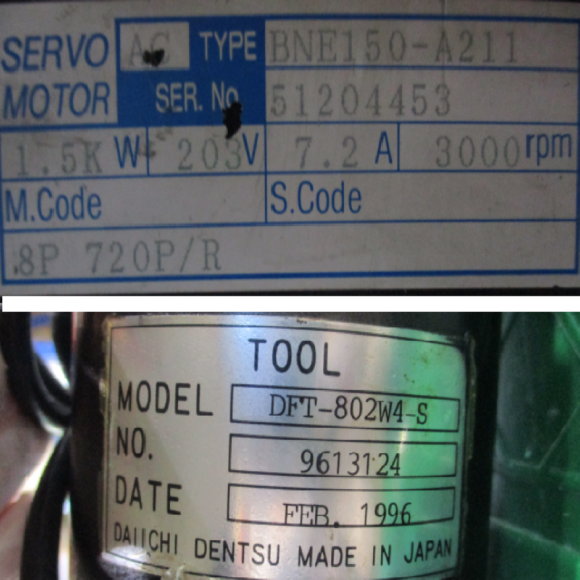 SERVO MOTOR AC TYPE BNE150-A211
SER. No. 51204453
1.5K W 203V 7.2 A 3000rpm
M.Code S.Code
8P 720P/R
TOOL
MODEL DFT-802W4-S
NO. 9613124
DATE FEB. 1996
DAIICHI DENTSU MADE IN JAPAN